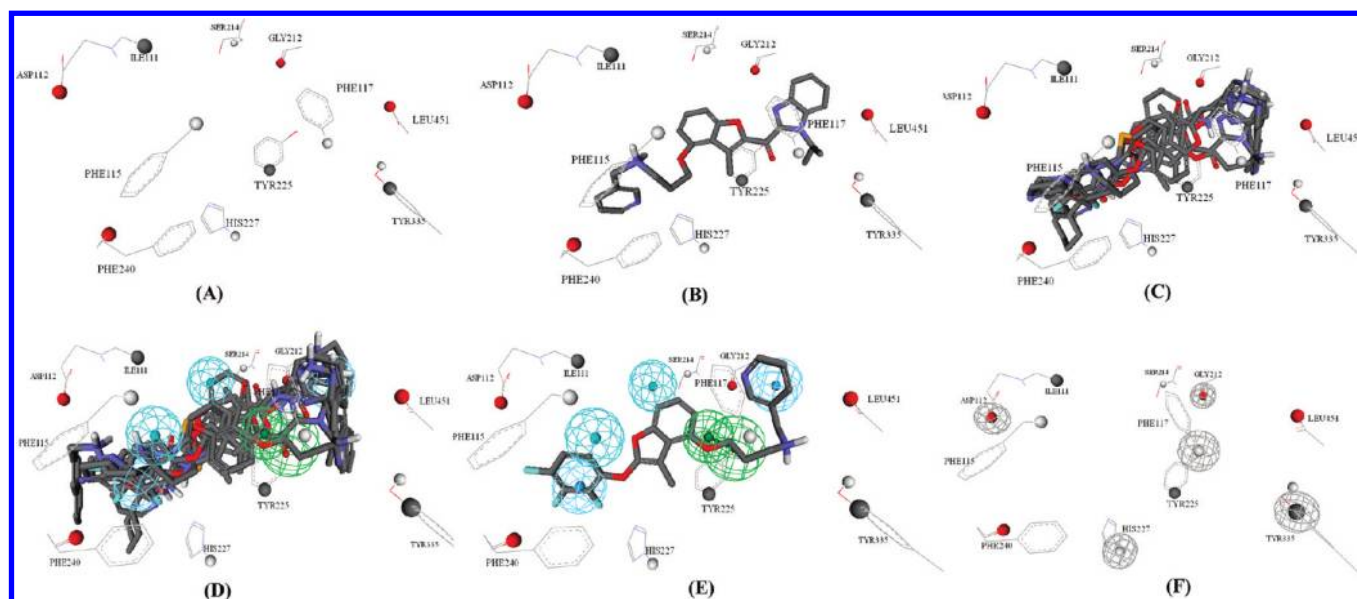 SER214
GLY212
ILE111
ASP112
PHE117
LEU451
PHE115
TYR225
HIS227
TYR335
PHE240
(A)
SER214
GLY212
ILE111
ASP112
PHE117
LEU451
PHE115
TYR225
HIS227
TYR335
PHE240
(B)
SER214
GLY212
ILE111
ASP112
LEU451
PHE115
PHE117
TYR225
HIS227
TYR335
PHE240
(C)
SER214
GLY212
ILE111
ASP112
LEU451
PHE115
TYR225
HIS227
TYR335
PHE240
(D)
SER214
GLY212
ILE111
ASP112
PHE117
LEU451
PHE115
TYR225
HIS227
TYR335
PHE240
(E)
SER214
GLY212
ILE111
ASP112
PHE117
LEU451
PHE115
TYR225
HIS227
TYR335
PHE240
(F)